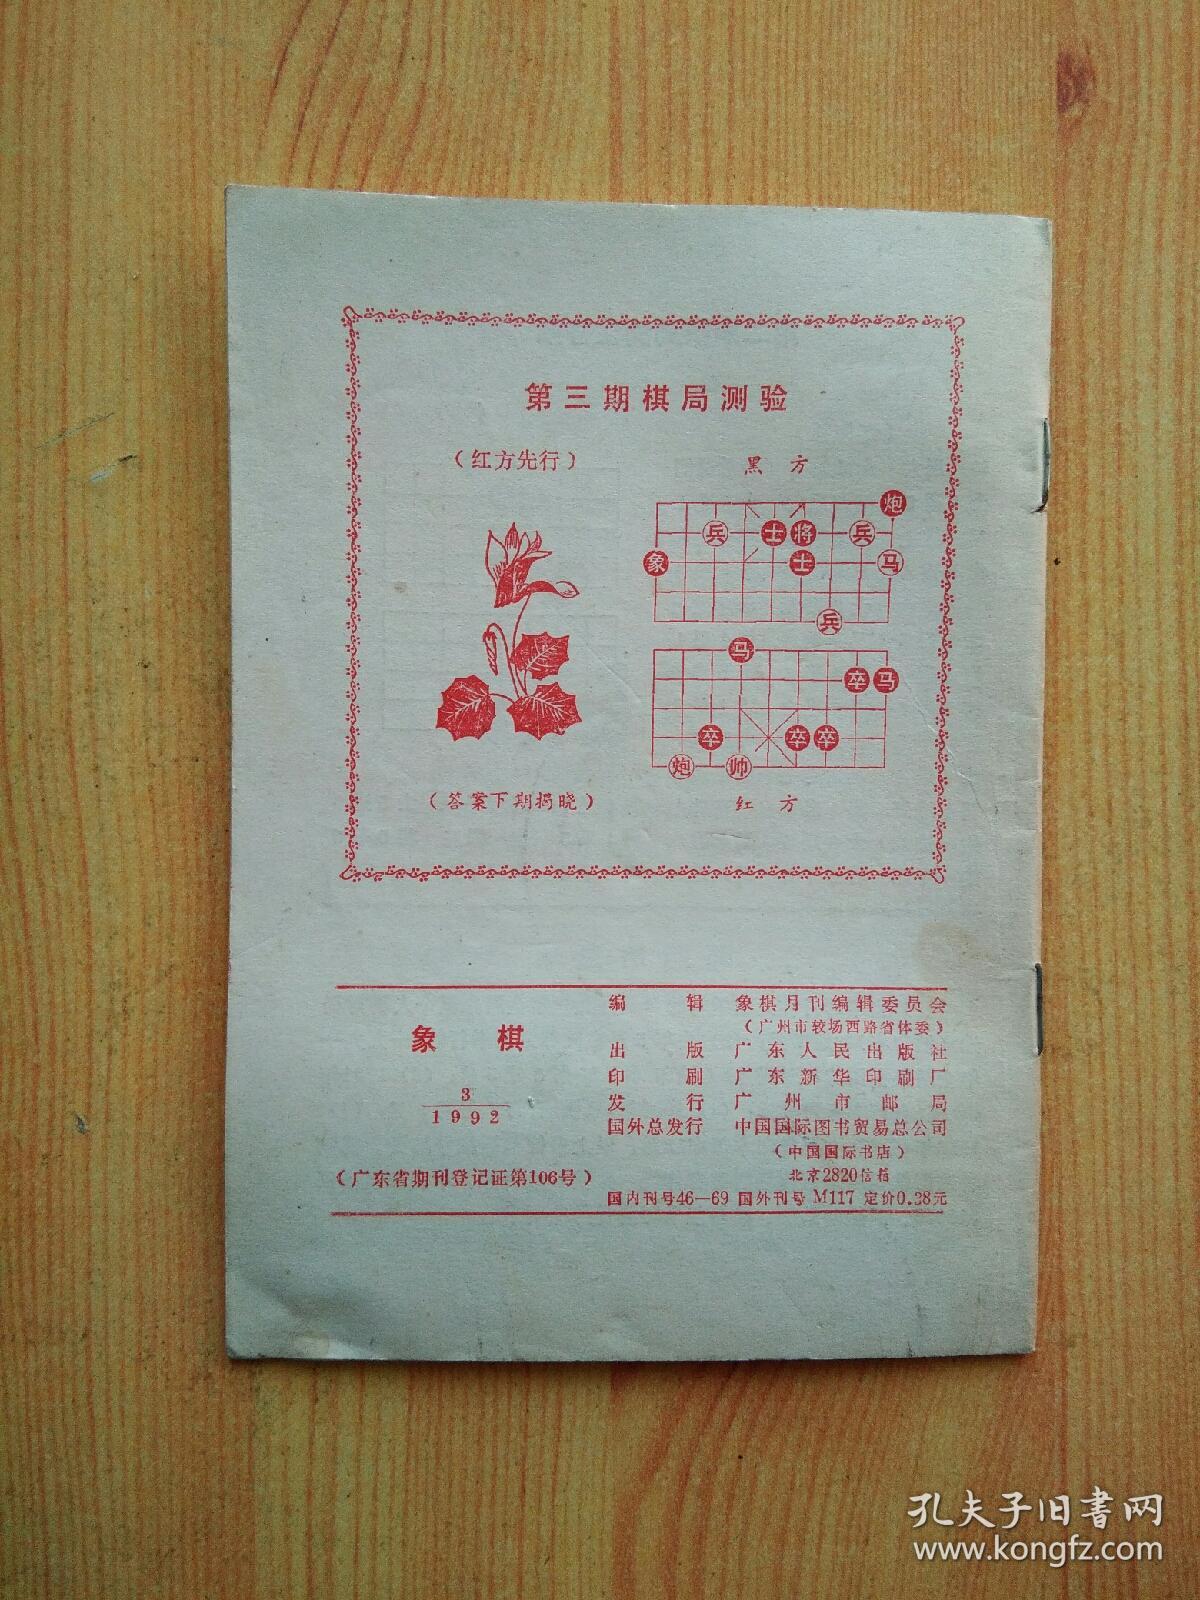 第三期棋局测验
（红方先行）
黑方
炮
兵 士 将 兵
象 士 马
兵
马
卒 马
卒 卒 卒
炮 帅
（答案下期揭晓）
红方
象棋
3
1992
（广东省期刊登记证第106号）
编辑 象棋月刊编辑委员会
（广州市较场西路省体委）
出版 广东人民出版社
印刷 广东新华印刷厂
发行 广州市邮局
国外总发行 中国国际图书贸易总公司
（中国国际书店）
北京2820信箱
国内刊号46—69 国外刊号 M117 定价0.38元
孔夫子旧书网
www.kongfz.com